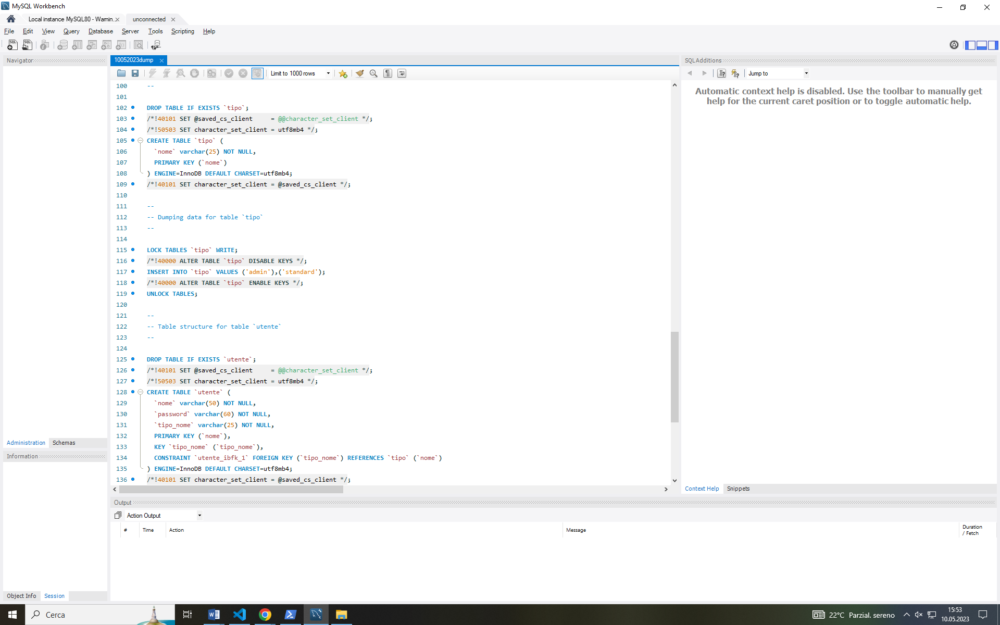 MySQL Workbench
Local instance MySQL80 - Warnin...
unconnected
File Edit View Query Database Server Tools Scripting Help
Navigator
10052023dump
SQLAdditions
Limit to 1000 rows
Jump to
Automatic context help is disabled. Use the toolbar to manually get
help for the current caret position or to toggle automatic help.
100 --
101
102 DROP TABLE IF EXISTS `tipo`;
103 /*!40101 SET @saved_cs_client     = @@character_set_client */;
104 /*!50503 SET character_set_client = utf8mb4 */;
105 CREATE TABLE `tipo` (
106   `nome` varchar(25) NOT NULL,
107   PRIMARY KEY (`nome`)
108 ) ENGINE=InnoDB DEFAULT CHARSET=utf8mb4;
109 /*!40101 SET character_set_client = @saved_cs_client */;
110
111 --
112 -- Dumping data for table `tipo`
113 --
114
115 LOCK TABLES `tipo` WRITE;
116 /*!40000 ALTER TABLE `tipo` DISABLE KEYS */;
117 INSERT INTO `tipo` VALUES ('admin'),('standard');
118 /*!40000 ALTER TABLE `tipo` ENABLE KEYS */;
119 UNLOCK TABLES;
120
121 --
122 -- Table structure for table `utente`
123 --
124
125 DROP TABLE IF EXISTS `utente`;
126 /*!40101 SET @saved_cs_client     = @@character_set_client */;
127 /*!50503 SET character_set_client = utf8mb4 */;
128 CREATE TABLE `utente` (
129   `nome` varchar(50) NOT NULL,
130   `password` varchar(60) NOT NULL,
131   `tipo_nome` varchar(25) NOT NULL,
132   PRIMARY KEY (`nome`),
133   KEY `tipo_nome` (`tipo_nome`),
134   CONSTRAINT `utente_ibfk_1` FOREIGN KEY (`tipo_nome`) REFERENCES `tipo` (`nome`)
135 ) ENGINE=InnoDB DEFAULT CHARSET=utf8mb4;
136 /*!40101 SET character_set_client = @saved_cs_client */;
Administration Schemas
Information
Object Info Session
Context Help Snippets
Output
Action Output
# Time Action Message Duration / Fetch
Cerca
22°C Parzial. sereno
15:53
10.05.2023